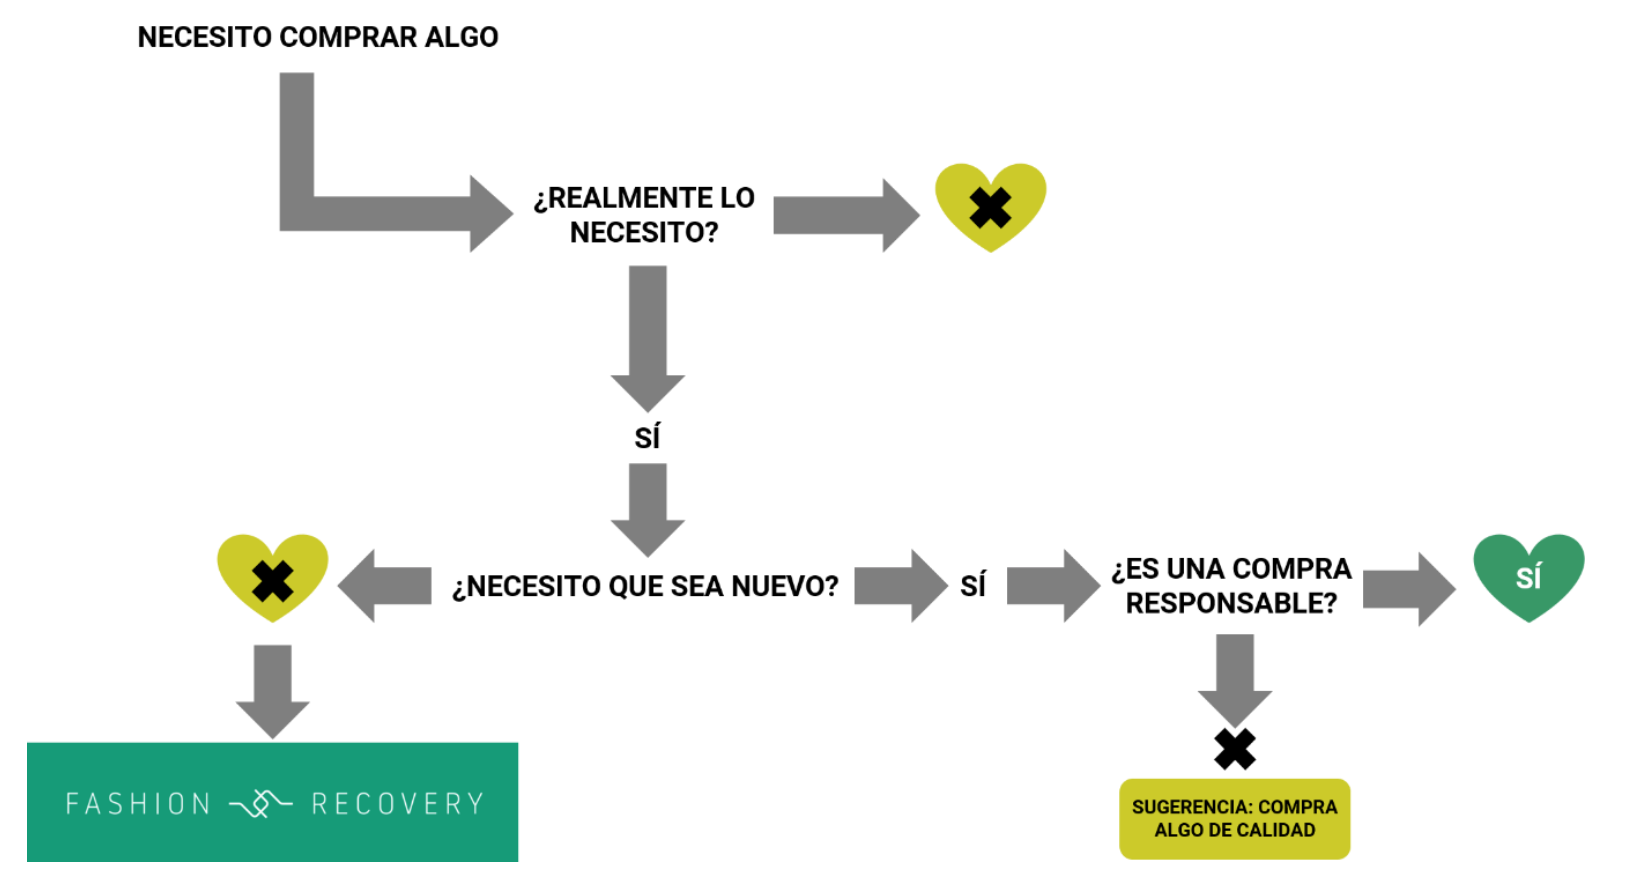 NECESITO COMPRAR ALGO
¿REALMENTE LO
NECESITO?
SÍ
¿NECESITO QUE SEA NUEVO?
SÍ
¿ES UNA COMPRA
RESPONSABLE?
SÍ
FASHION RECOVERY
SUGERENCIA: COMPRA
ALGO DE CALIDAD